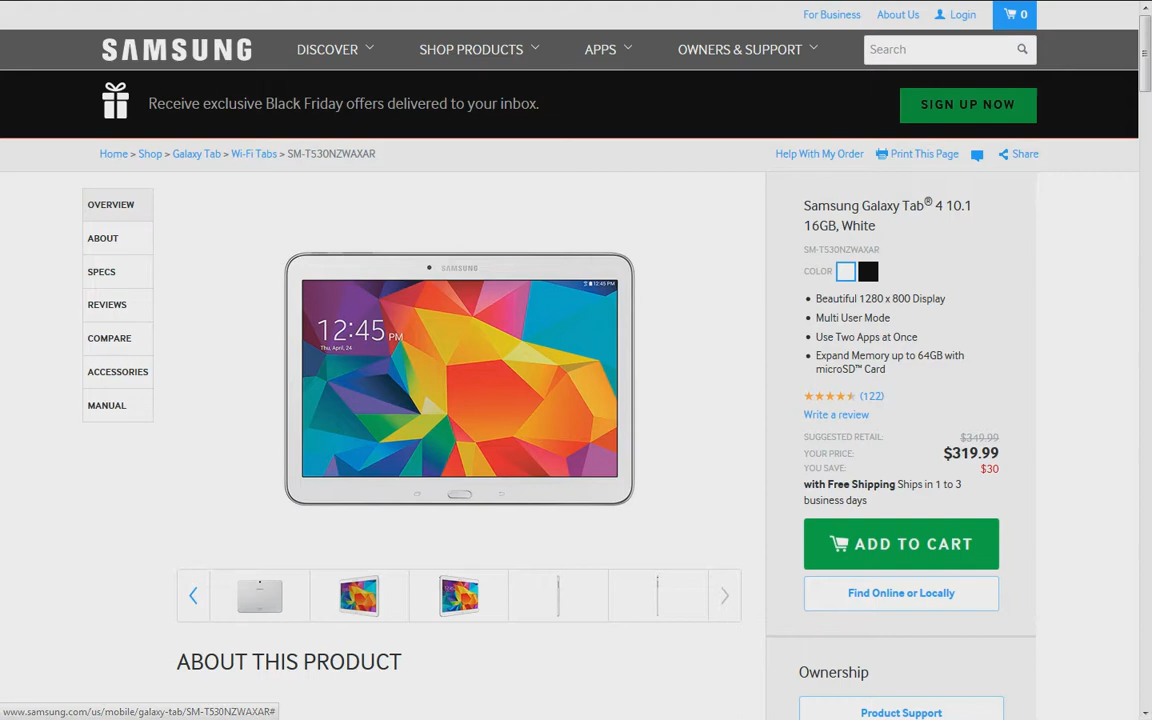 For Business About Us Login 0
SAMSUNG DISCOVER SHOP PRODUCTS APPS OWNERS & SUPPORT Search
Receive exclusive Black Friday offers delivered to your inbox. SIGN UP NOW
Home > Shop > Galaxy Tab > Wi-Fi Tabs > SM-T530NZWAXAR Help With My Order Print This Page Share
OVERVIEW
ABOUT
SPECS
REVIEWS
COMPARE
ACCESSORIES
MANUAL
SAMSUNG
12:45 PM
12:45 PM
Thu, April, 24
Samsung Galaxy Tab® 4 10.1
16GB, White
SM-T530NZWAXAR
COLOR
• Beautiful 1280 x 800 Display
• Multi User Mode
• Use Two Apps at Once
• Expand Memory up to 64GB with
microSD™ Card
(122)
Write a review
SUGGESTED RETAIL: $349.99
YOUR PRICE: $319.99
YOU SAVE: $30
with Free Shipping Ships in 1 to 3
business days
ADD TO CART
Find Online or Locally
ABOUT THIS PRODUCT
Ownership
Product Support
www.samsung.com/us/mobile/galaxy-tab/SM-T530NZWAXAR#